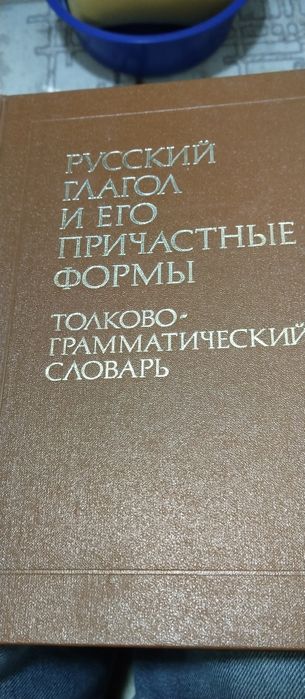 РУССКИЙ
ГЛАГОЛ
И ЕГО
ПРИЧАСТНЫЕ
ФОРМЫ
ТОЛКОВО-
ГРАММАТИЧЕСКИЙ
СЛОВАРЬ